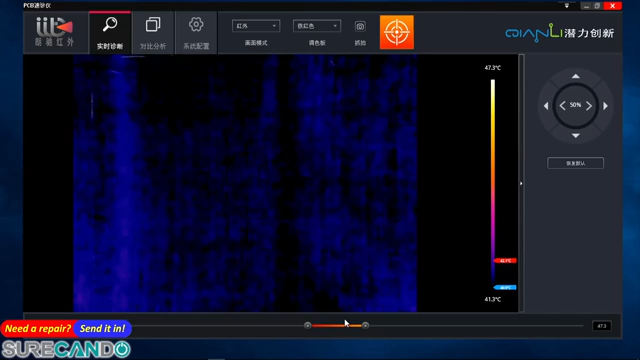 PCB速诊仪
iit
飚驰红外
实时诊断
对比分析
系统配置
红外
画面模式
铁红色
调色板
抓拍
QIANLI潜力创新
47.3℃
41.3℃
50%
恢复默认
47.3
Need a repair? Send it in!
SURECANDO